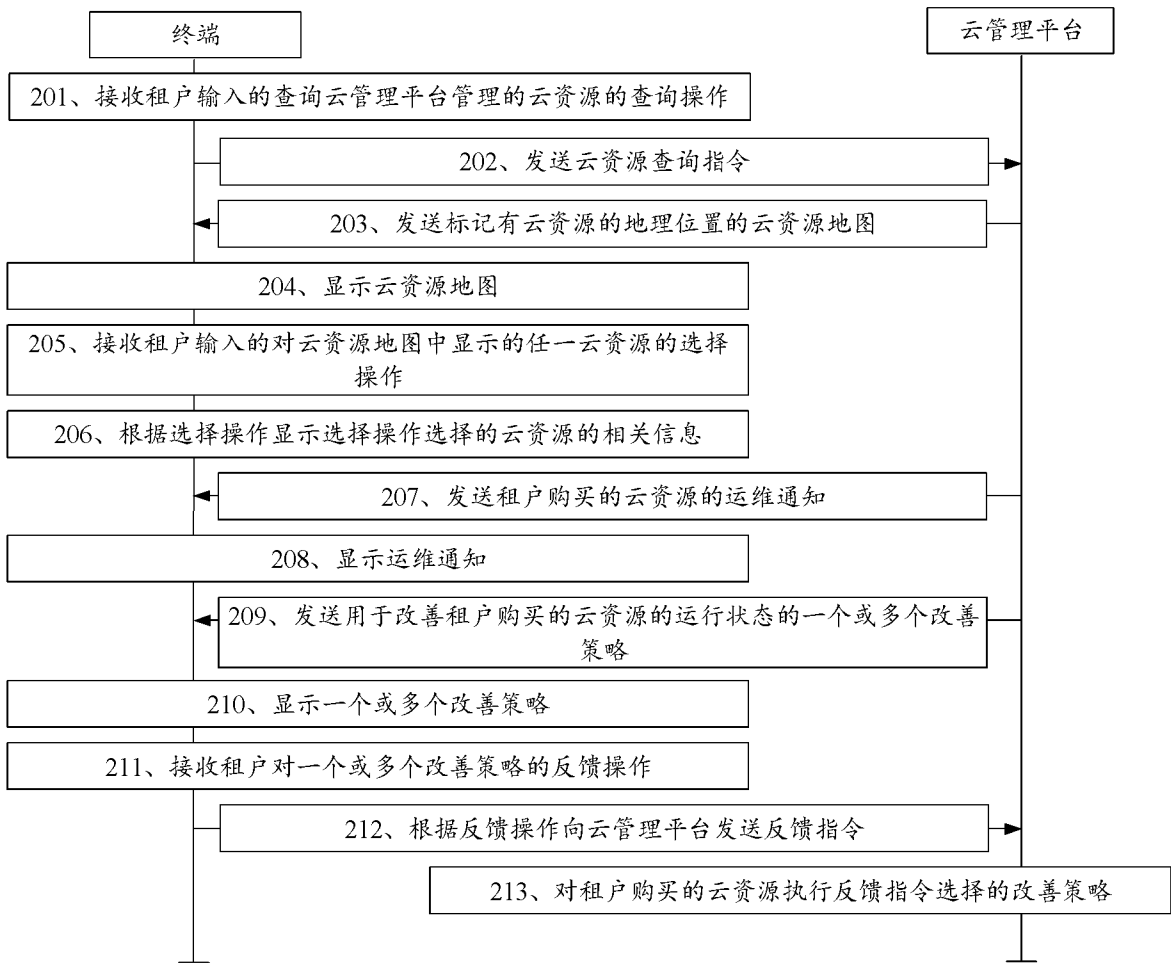 终端
云管理平台
201、接收租户输入的查询云管理平台管理的云资源的查询操作
202、发送云资源查询指令
203、发送标记有云资源的地理位置的云资源地图
204、显示云资源地图
205、接收租户输入的对云资源地图中显示的任一云资源的选择
操作
206、根据选择操作显示选择操作选择的云资源的相关信息
207、发送租户购买的云资源的运维通知
208、显示运维通知
209、发送用于改善租户购买的云资源的运行状态的一个或多个改善
策略
210、显示一个或多个改善策略
211、接收租户对一个或多个改善策略的反馈操作
212、根据反馈操作向云管理平台发送反馈指令
213、对租户购买的云资源执行反馈指令选择的改善策略